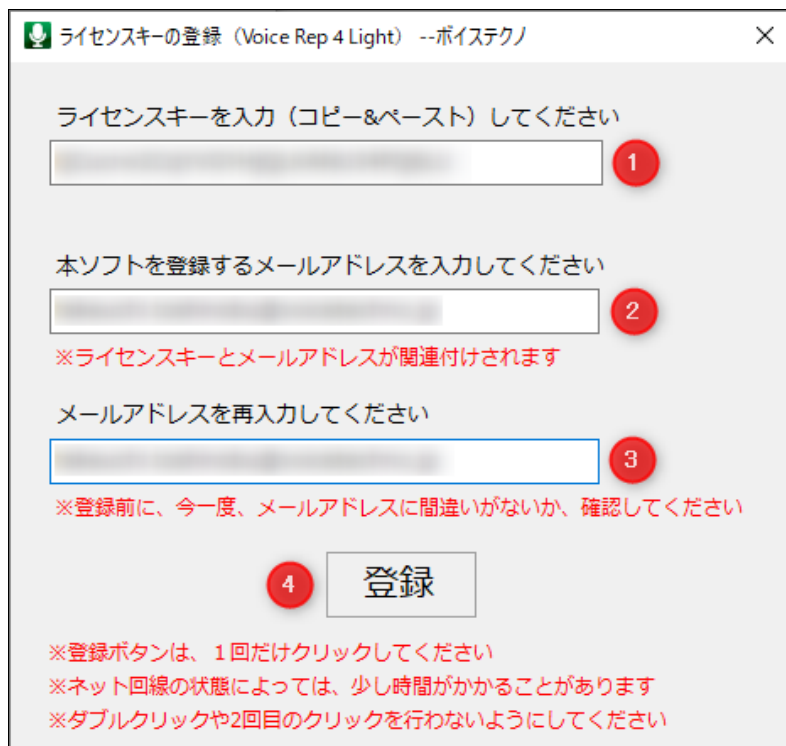 ライセンスキーの登録（Voice Rep 4 Light） --ボイステクノ
ライセンスキーを入力（コピー&ペースト）してください
1
本ソフトを登録するメールアドレスを入力してください
2
※ライセンスキーとメールアドレスが関連付けされます
メールアドレスを再入力してください
3
※登録前に、今一度、メールアドレスに間違いがないか、確認してください
4 登録
※登録ボタンは、１回だけクリックしてください
※ネット回線の状態によっては、少し時間がかかることがあります
※ダブルクリックや2回目のクリックを行わないようにしてください